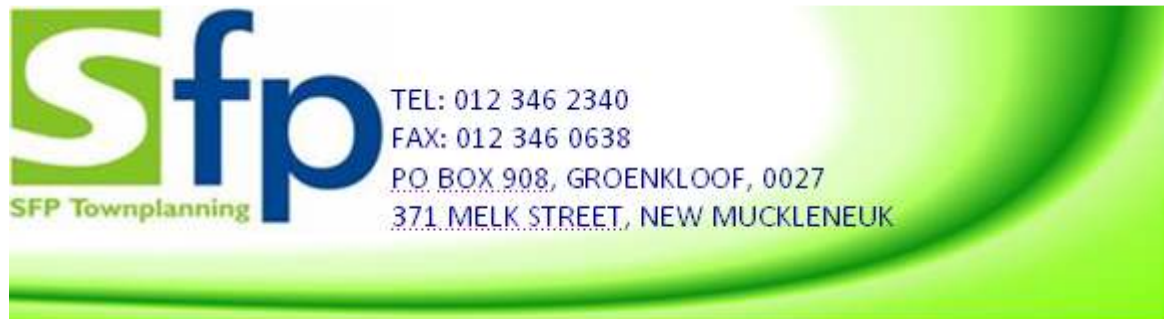 Sfp
SFP Townplanning
TEL: 012 346 2340
FAX: 012 346 0638
PO BOX 908, GROENKLOOF, 0027
371 MELK STREET, NEW MUCKLENEUK